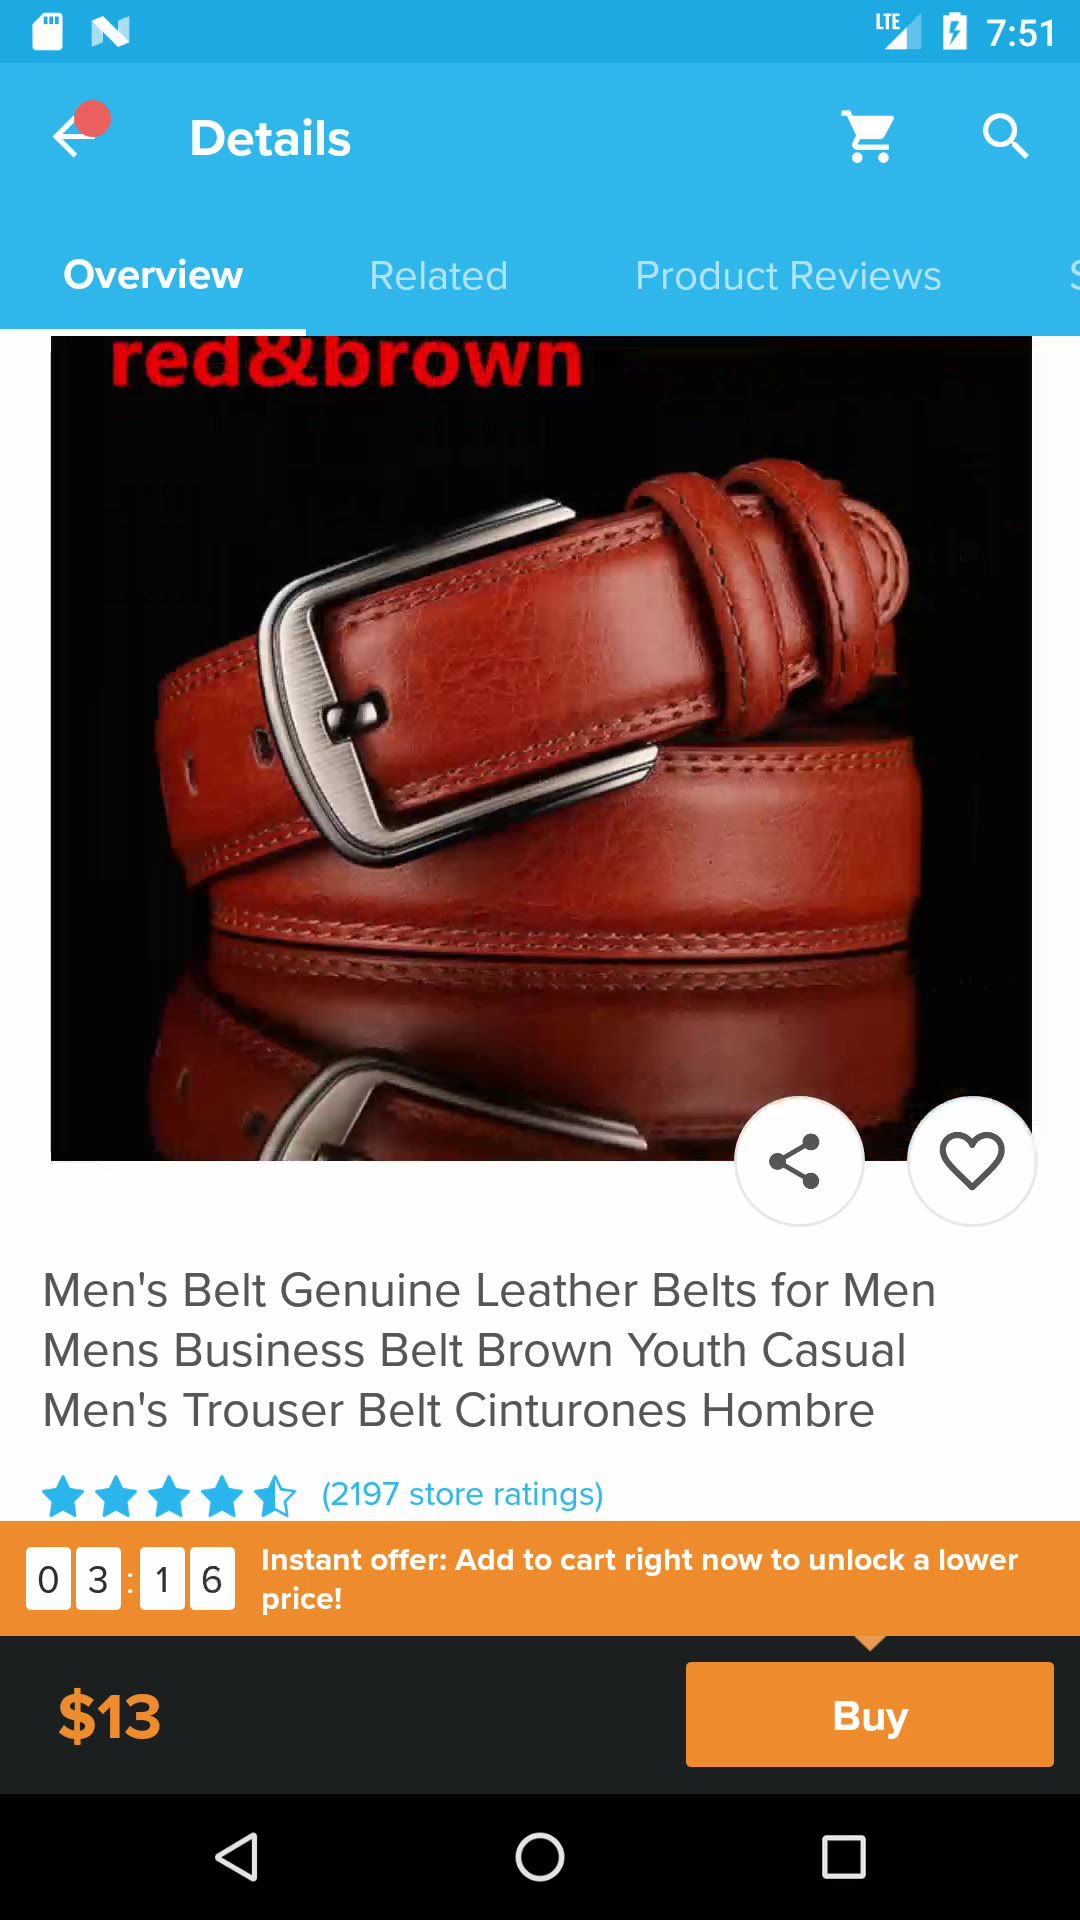 LTE 7:51
Details
Overview Related Product Reviews
red&brown
Men's Belt Genuine Leather Belts for Men
Mens Business Belt Brown Youth Casual
Men's Trouser Belt Cinturones Hombre
(2197 store ratings)
03:16
Instant offer: Add to cart right now to unlock a lower
price!
$13
Buy